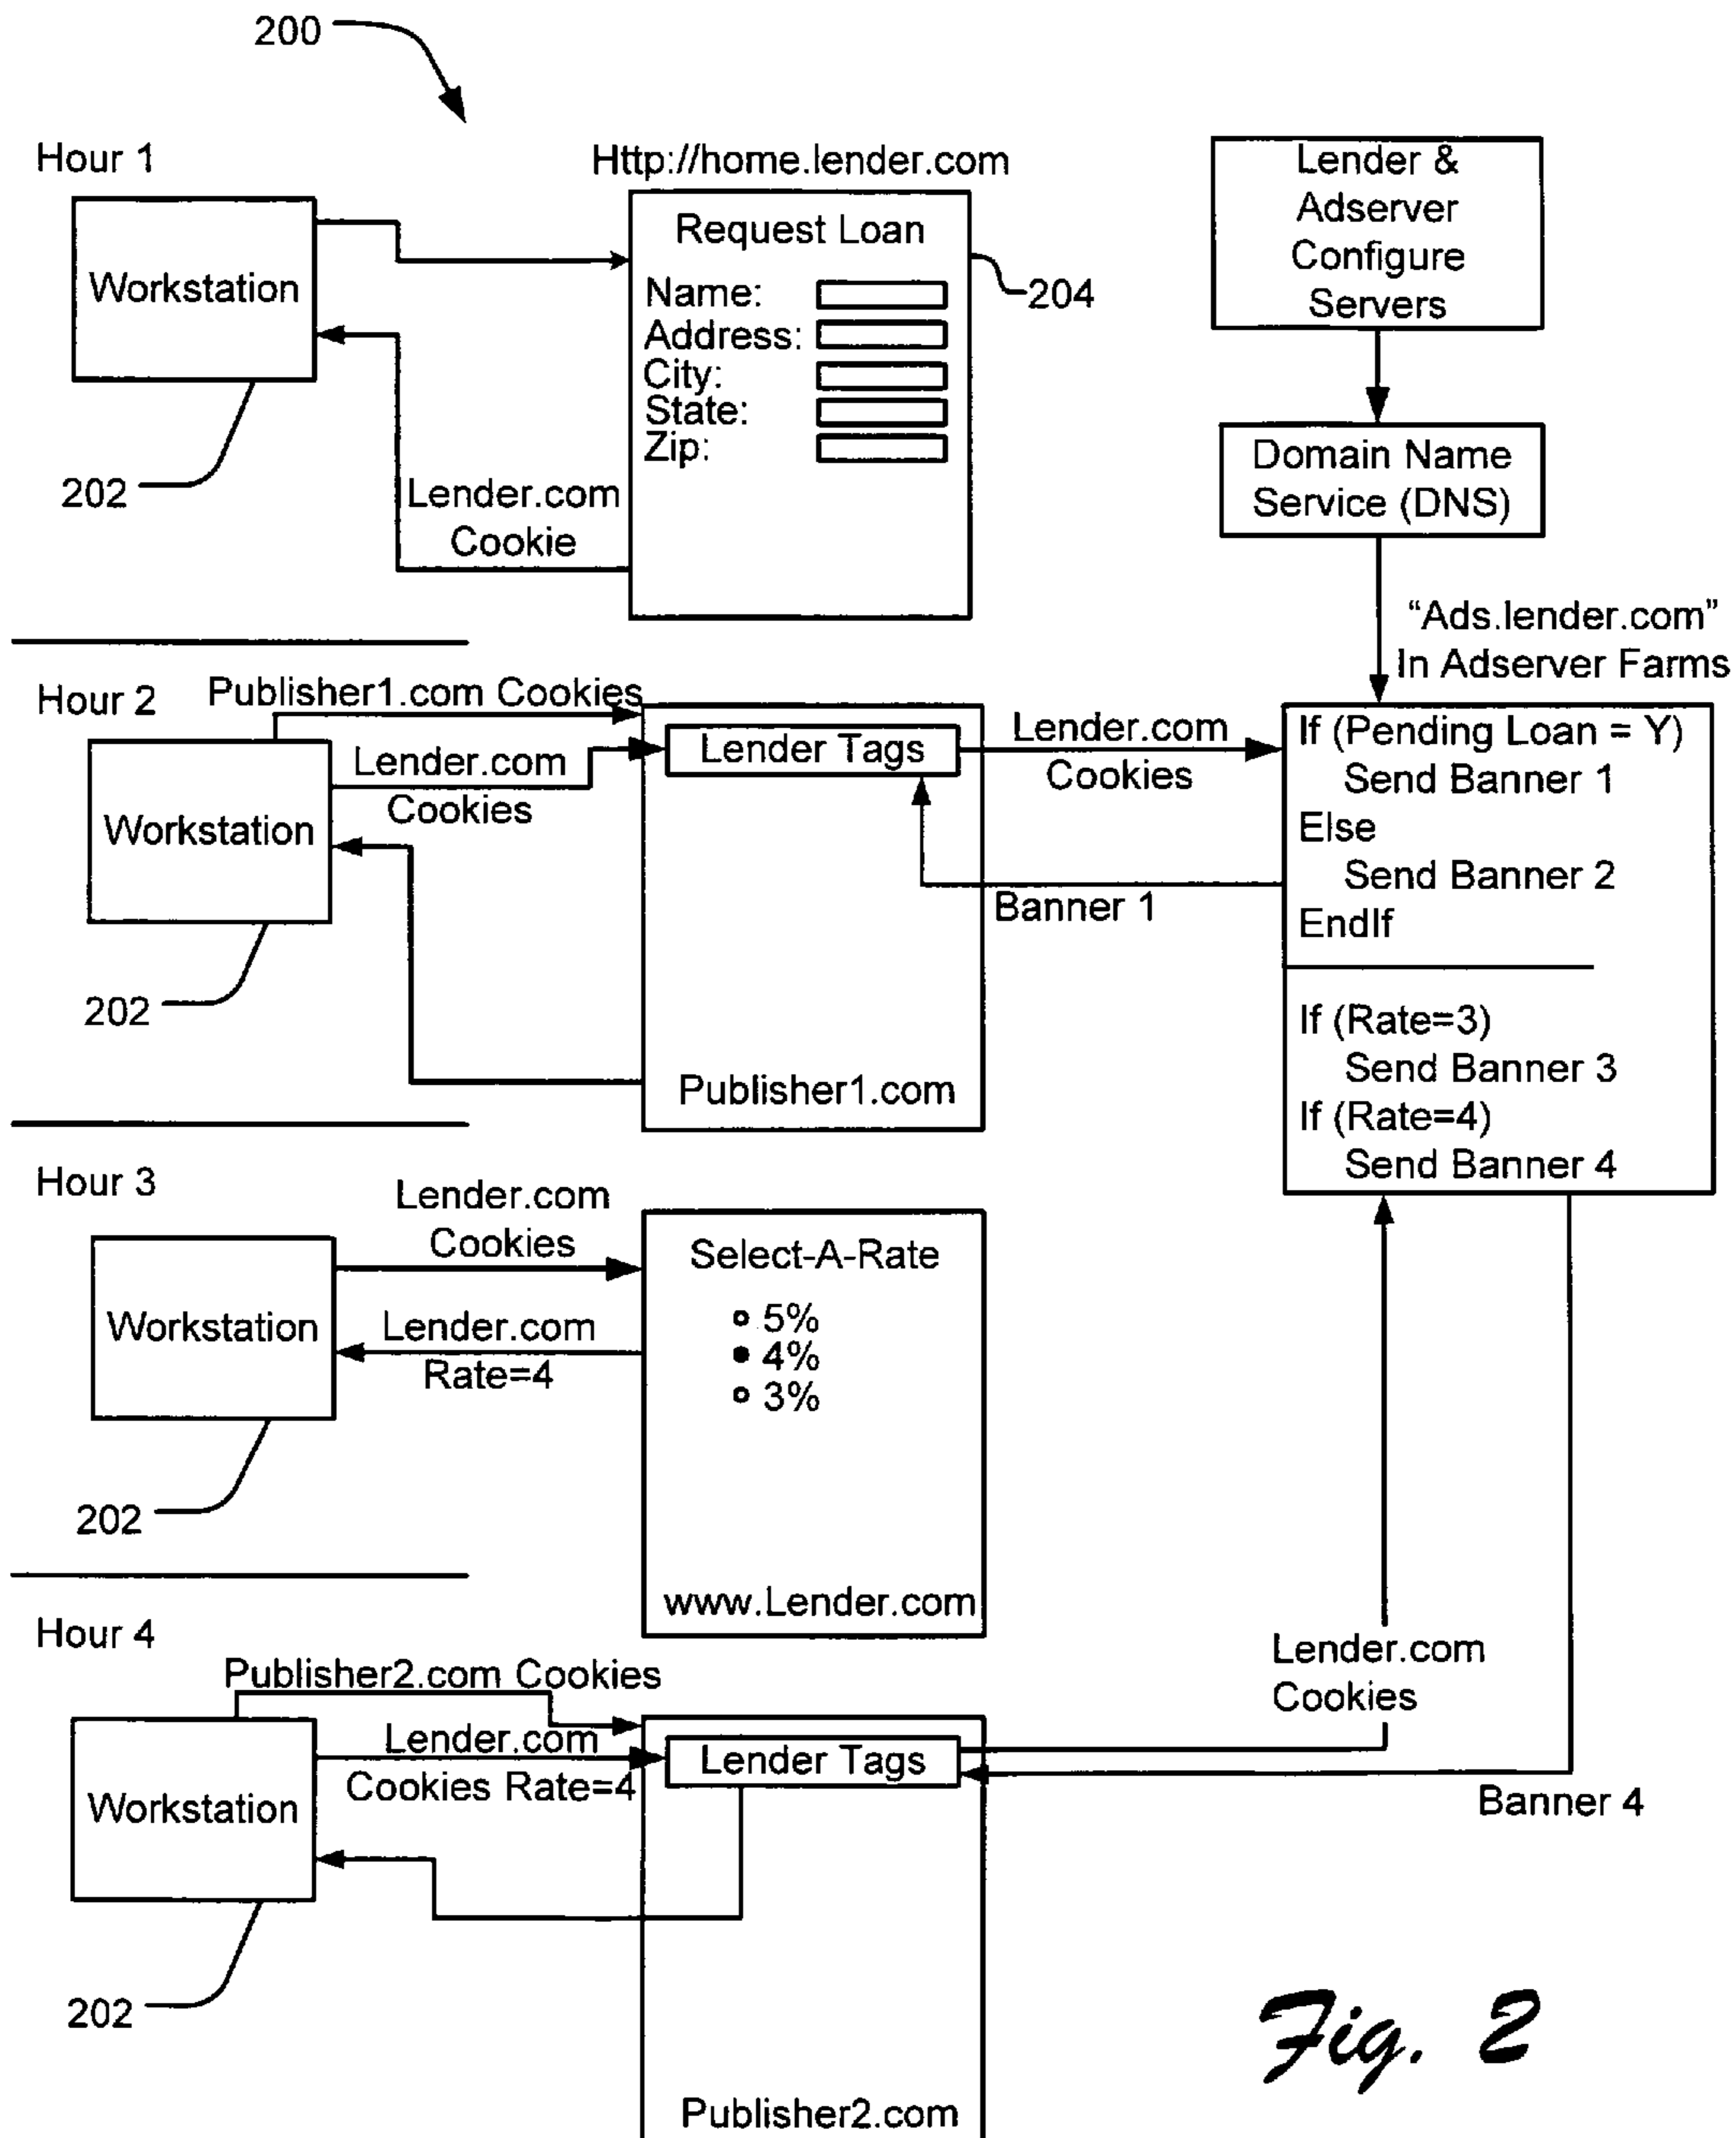 200
Hour 1
Http://home.lender.com
Workstation
202
Request Loan
Name:
Address:
City:
State:
Zip:
204
Lender.com
Cookie
Lender &
Adserver
Configure
Servers
Domain Name
Service (DNS)
“Ads.lender.com”
In Adserver Farms
Hour 2
Publisher1.com Cookies
Workstation
Lender.com
Cookies
202
Lender Tags
Publisher1.com
Lender.com
Cookies
Banner 1
If (Pending Loan = Y)
Send Banner 1
Else
Send Banner 2
EndIf
If (Rate=3)
Send Banner 3
If (Rate=4)
Send Banner 4
Hour 3
Workstation
Lender.com
Cookies
Lender.com
Rate=4
202
Select-A-Rate
5%
4%
3%
www.Lender.com
Hour 4
Publisher2.com Cookies
Workstation
Lender.com
Cookies Rate=4
202
Lender Tags
Publisher2.com
Lender.com
Cookies
Banner 4
Fig. 2